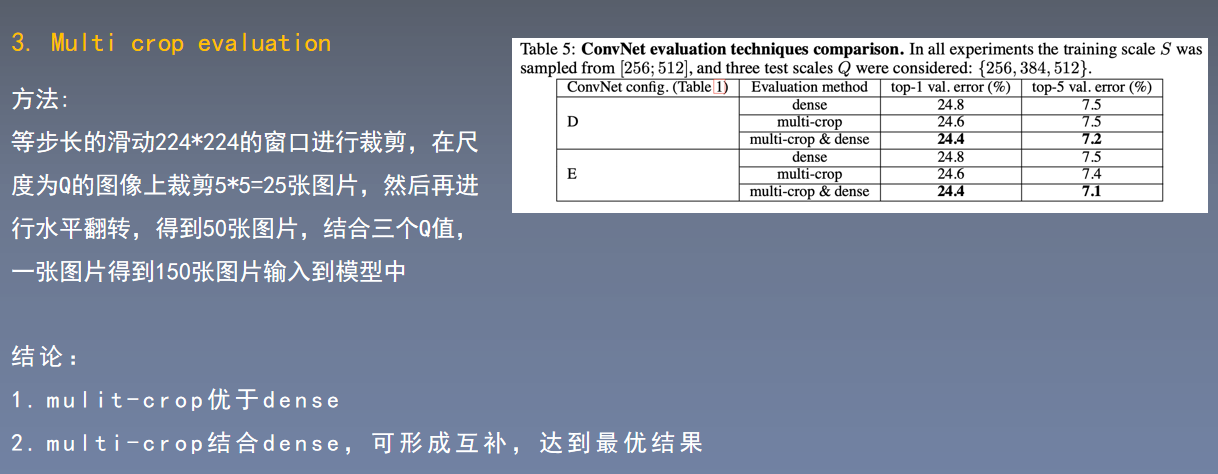 3. Multi crop evaluation
方法:
等步长的滑动224*224的窗口进行裁剪，在尺
度为Q的图像上裁剪5*5=25张图片，然后再进
行水平翻转，得到50张图片，结合三个Q值，
一张图片得到150张图片输入到模型中
结论:
1. mulit-crop优于dense
2. multi-crop结合dense，可形成互补，达到最优结果
Table 5: ConvNet evaluation techniques comparison. In all experiments the training scale S was
sampled from [256; 512], and three test scales Q were considered: {256, 384, 512}.
ConvNet config. (Table 1) Evaluation method top-1 val. error (%) top-5 val. error (%)
D
dense 24.8 7.5
multi-crop 24.6 7.5
multi-crop & dense 24.4 7.2
E
dense 24.8 7.5
multi-crop 24.6 7.4
multi-crop & dense 24.4 7.1